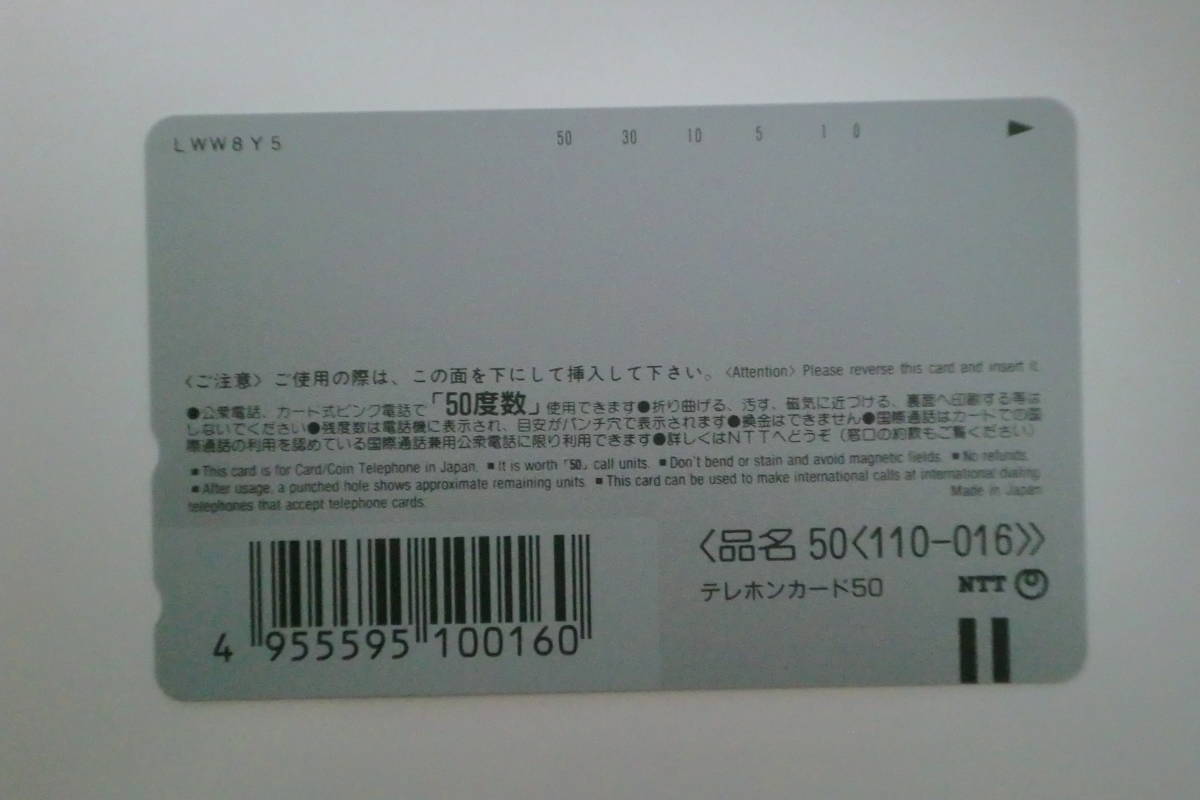 LWW8Y5 50 30 10 5 1 0
〈ご注意〉ご使用の際は、この面を下にして挿入して下さい。〈Attention〉Please reverse this card and insert it.
●公衆電話、カード式ピンク電話で「50度数」使用できます●折り曲げる、汚す、磁気に近づける、裏面へ印刷する等は
しないでください●残度数は電話機に表示され、目安がパンチ穴で表示されます●換金はできません●国際通話はカードでの国
際通話の利用を認めている国際通話兼用公衆電話に限り利用できます●詳しくはNTTへどうぞ(窓口の約款もご覧ください)
■This card is for Card/Coin Telephone in Japan. ■It is worth「50」call units. ■Don't bend or stain and avoid magnetic fields. ■No refunds.
■After usage, a punched hole shows approximate remaining units. ■This card can be used to make international calls at international dialing
telephones that accept telephone cards. Made in Japan
〈品名 50〈110-016〉〉
テレホンカード50 NTT
4 955595 100160